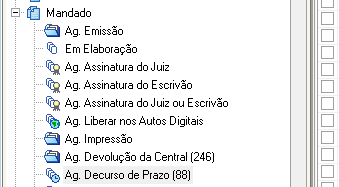 Mandado
Ag. Emissão
Em Elaboração
Ag. Assinatura do Juiz
Ag. Assinatura do Escrivão
Ag. Assinatura do Juiz ou Escrivão
Ag. Liberar nos Autos Digitais
Ag. Impressão
Ag. Devolução da Central (246)
Ag. Decurso de Prazo (88)